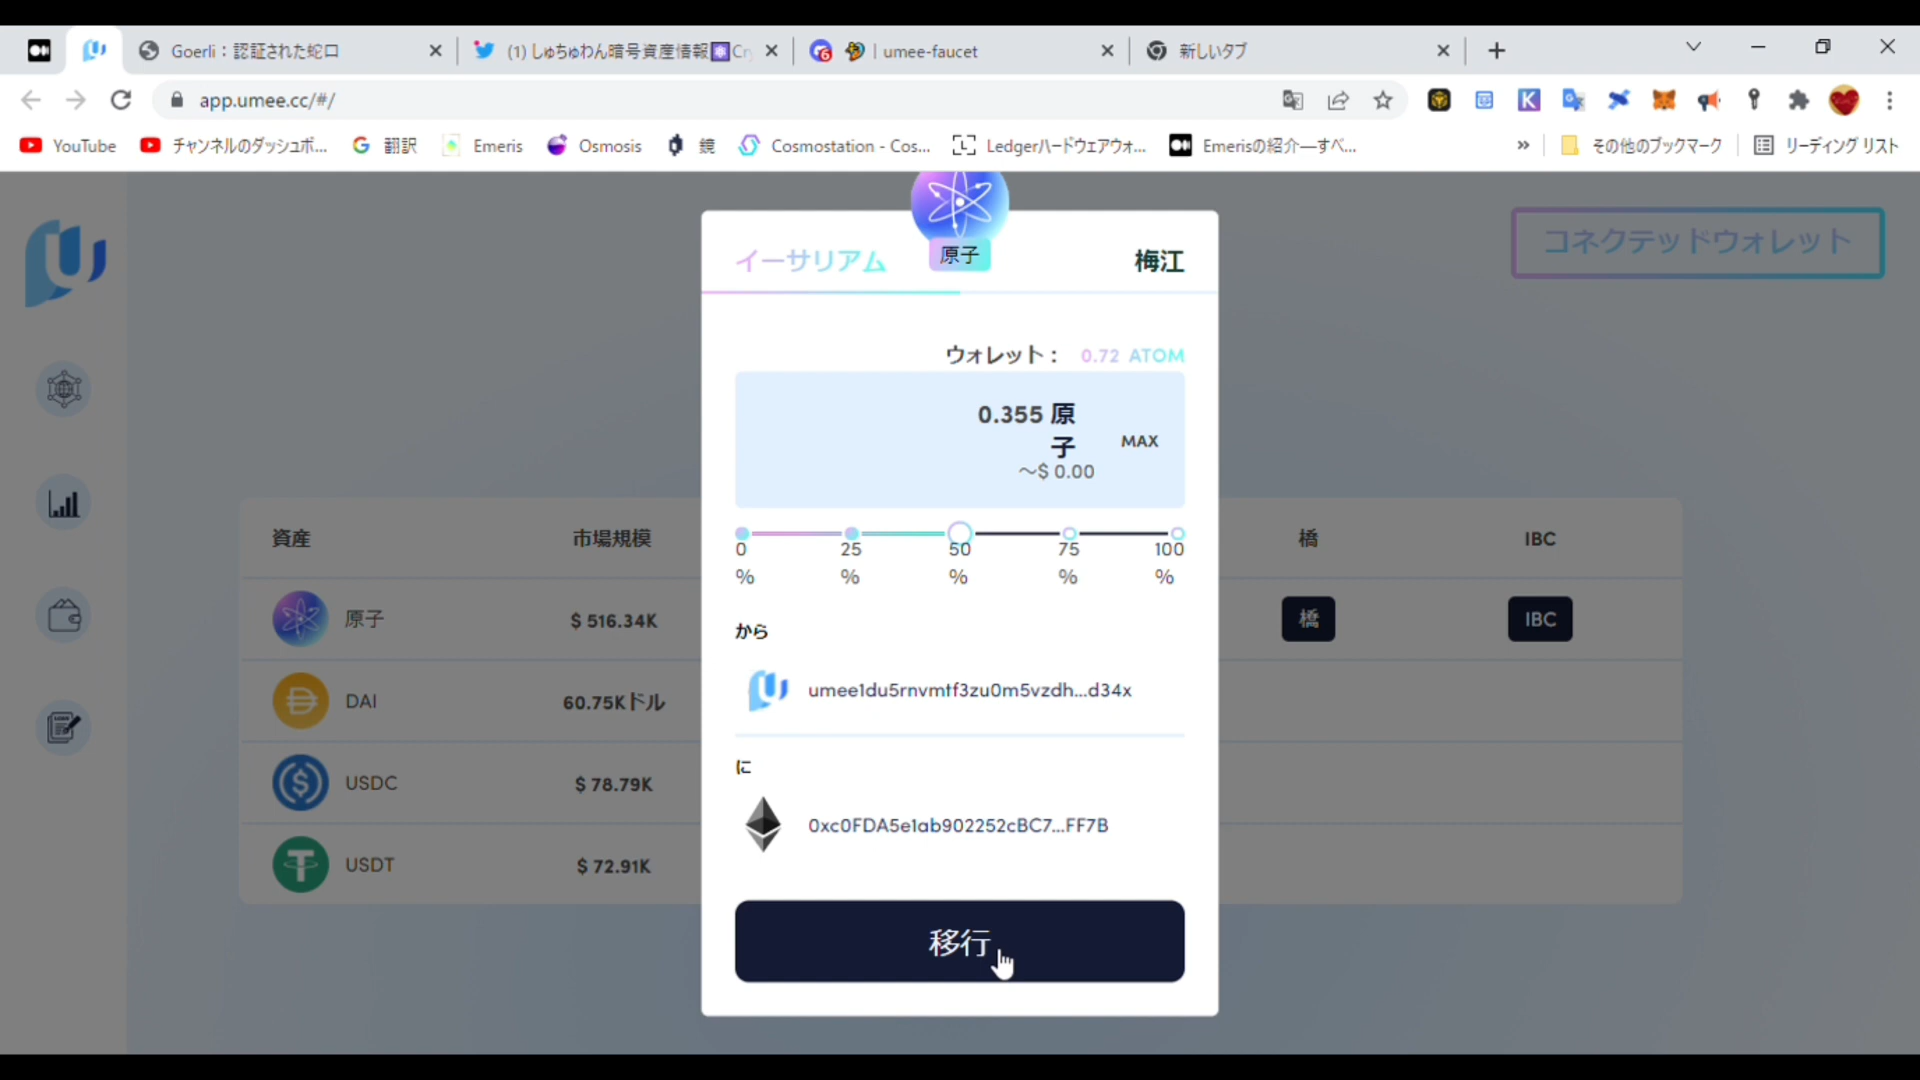 Goerli：認証された蛇口
(1) しゅちゅわん暗号資産情報⚛Cr
| umee-faucet
新しいタブ
app.umee.cc/#/
YouTube
チャンネルのダッシュボ...
翻訳
Emeris
Osmosis
鏡
Cosmostation - Cos...
Ledgerハードウェアウォ...
Emerisの紹介—すべ...
»
その他のブックマーク
リーディング リスト
コネクテッドウォレット
イーサリアム
原子
梅江
ウォレット： 0.72 ATOM
0.355 原
子
〜$ 0.00
MAX
0
%
25
%
50
%
75
%
100
%
から
umee1du5rnvmtf3zu0m5vzdh...d34x
に
0xc0FDA5e1ab902252cBC7...FF7B
移行
資産
市場規模
橋
IBC
原子
$ 516.34K
橋
IBC
DAI
60.75Kドル
USDC
$ 78.79K
USDT
$ 72.91K